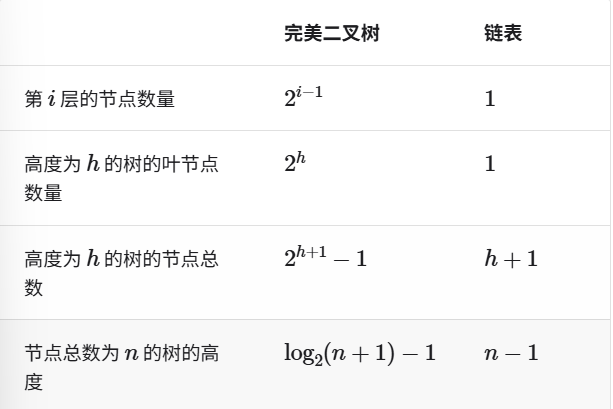 完美二叉树 链表
第 i 层的节点数量 2^{i−1} 1
高度为 h 的树的叶节点 2^h 1
数量
高度为 h 的树的节点总 2^{h+1} − 1 h + 1
数
节点总数为 n 的树的高 log_2(n + 1) − 1 n − 1
度